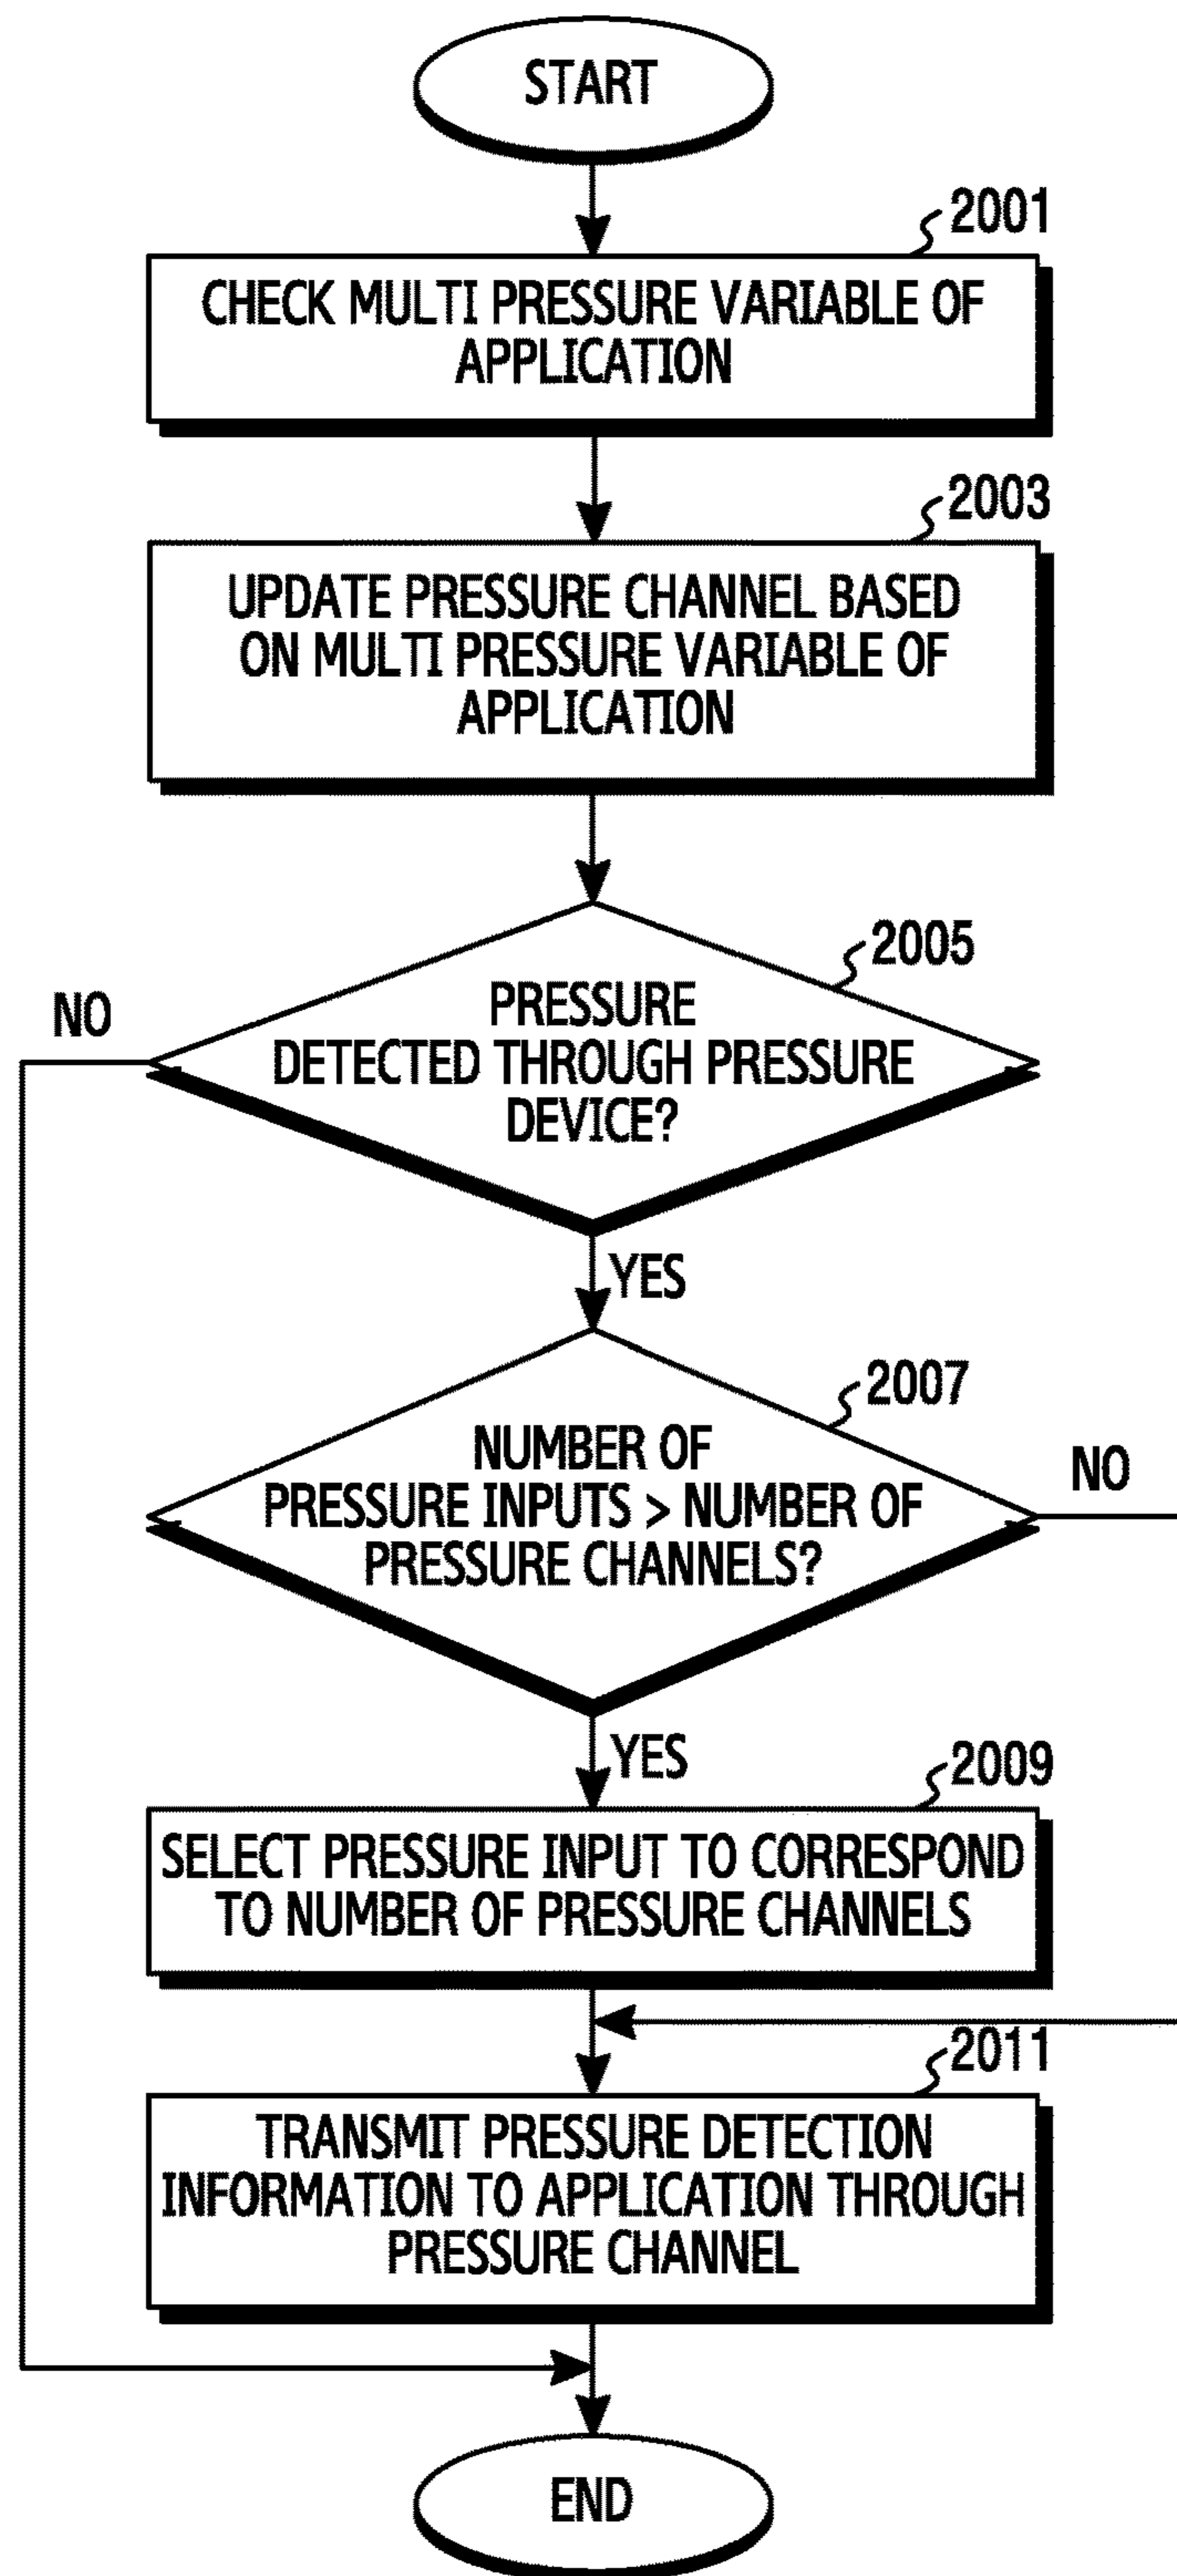 START
2001
CHECK MULTI PRESSURE VARIABLE OF
APPLICATION
2003
UPDATE PRESSURE CHANNEL BASED
ON MULTI PRESSURE VARIABLE OF
APPLICATION
2005
NO
PRESSURE
DETECTED THROUGH PRESSURE
DEVICE?
YES
2007
NUMBER OF
PRESSURE INPUTS > NUMBER OF
PRESSURE CHANNELS?
NO
YES
2009
SELECT PRESSURE INPUT TO CORRESPOND
TO NUMBER OF PRESSURE CHANNELS
2011
TRANSMIT PRESSURE DETECTION
INFORMATION TO APPLICATION THROUGH
PRESSURE CHANNEL
END